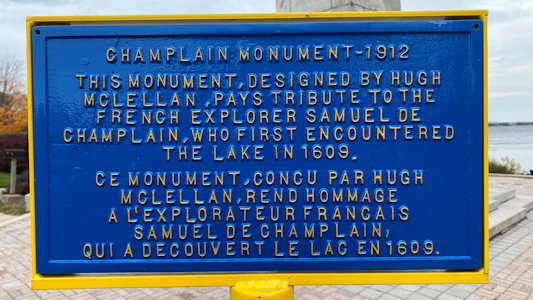 CHAMPLAIN MONUMENT-1912
THIS MONUMENT, DESIGNED BY HUGH
MCLELLAN, PAYS TRIBUTE TO THE
FRENCH EXPLORER SAMUEL DE
CHAMPLAIN, WHO FIRST ENCOUNTERED
THE LAKE IN 1609.
CE MONUMENT, CONCU PAR HUGH
MCLELLAN, REND HOMMAGE
A L'EXPLORATEUR FRANCAIS
SAMUEL DE CHAMPLAIN,
QUI A DECOUVERT LE LAC EN 1609.